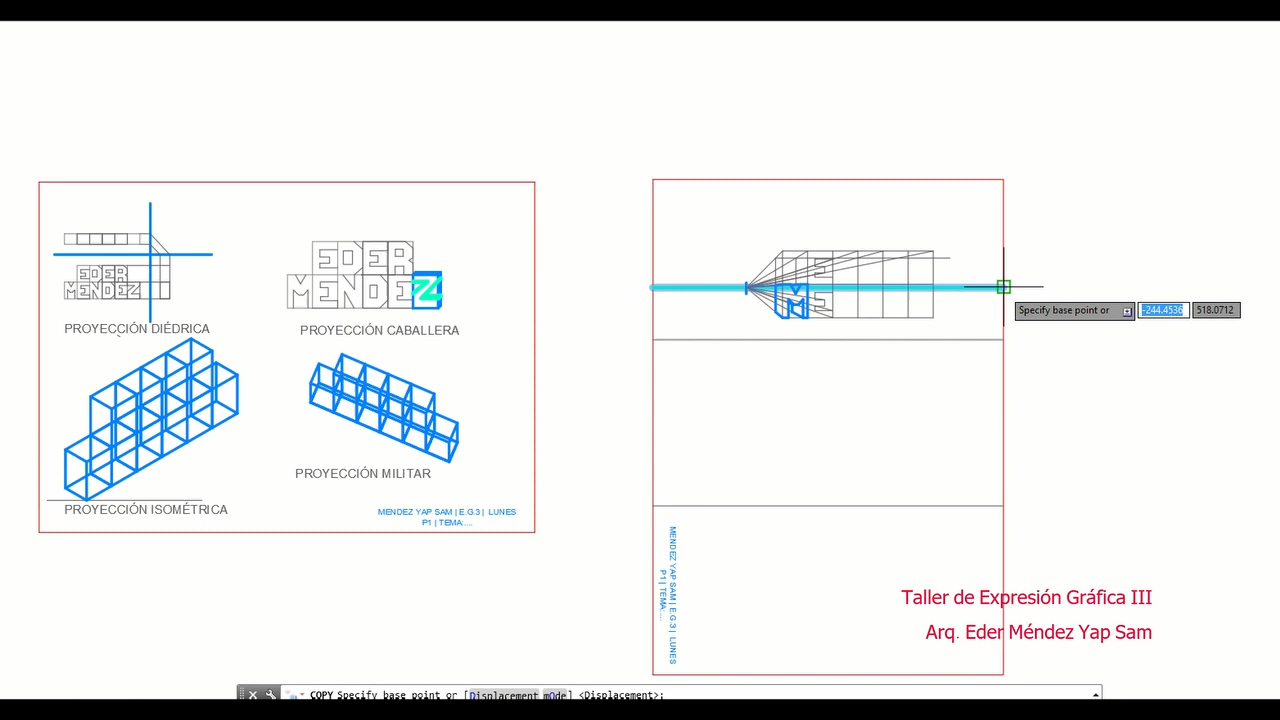 EDER
MENDEZ
PROYECCIÓN DIÉDRICA
EDER
MENDEZ
PROYECCIÓN CABALLERA
PROYECCIÓN ISOMÉTRICA
PROYECCIÓN MILITAR
MENDEZ YAP SAM | E.G.3 | LUNES
P1 | TEMA:....
E
M
E
Specify base point or
-244.4536
518.0712
MENDEZ YAP SAM | E.G.3 | LUNES
P1 | TEMA:....
Taller de Expresión Gráfica III
Arq. Eder Méndez Yap Sam
COPY Specify base point or [Displacement mOde] <Displacement>: